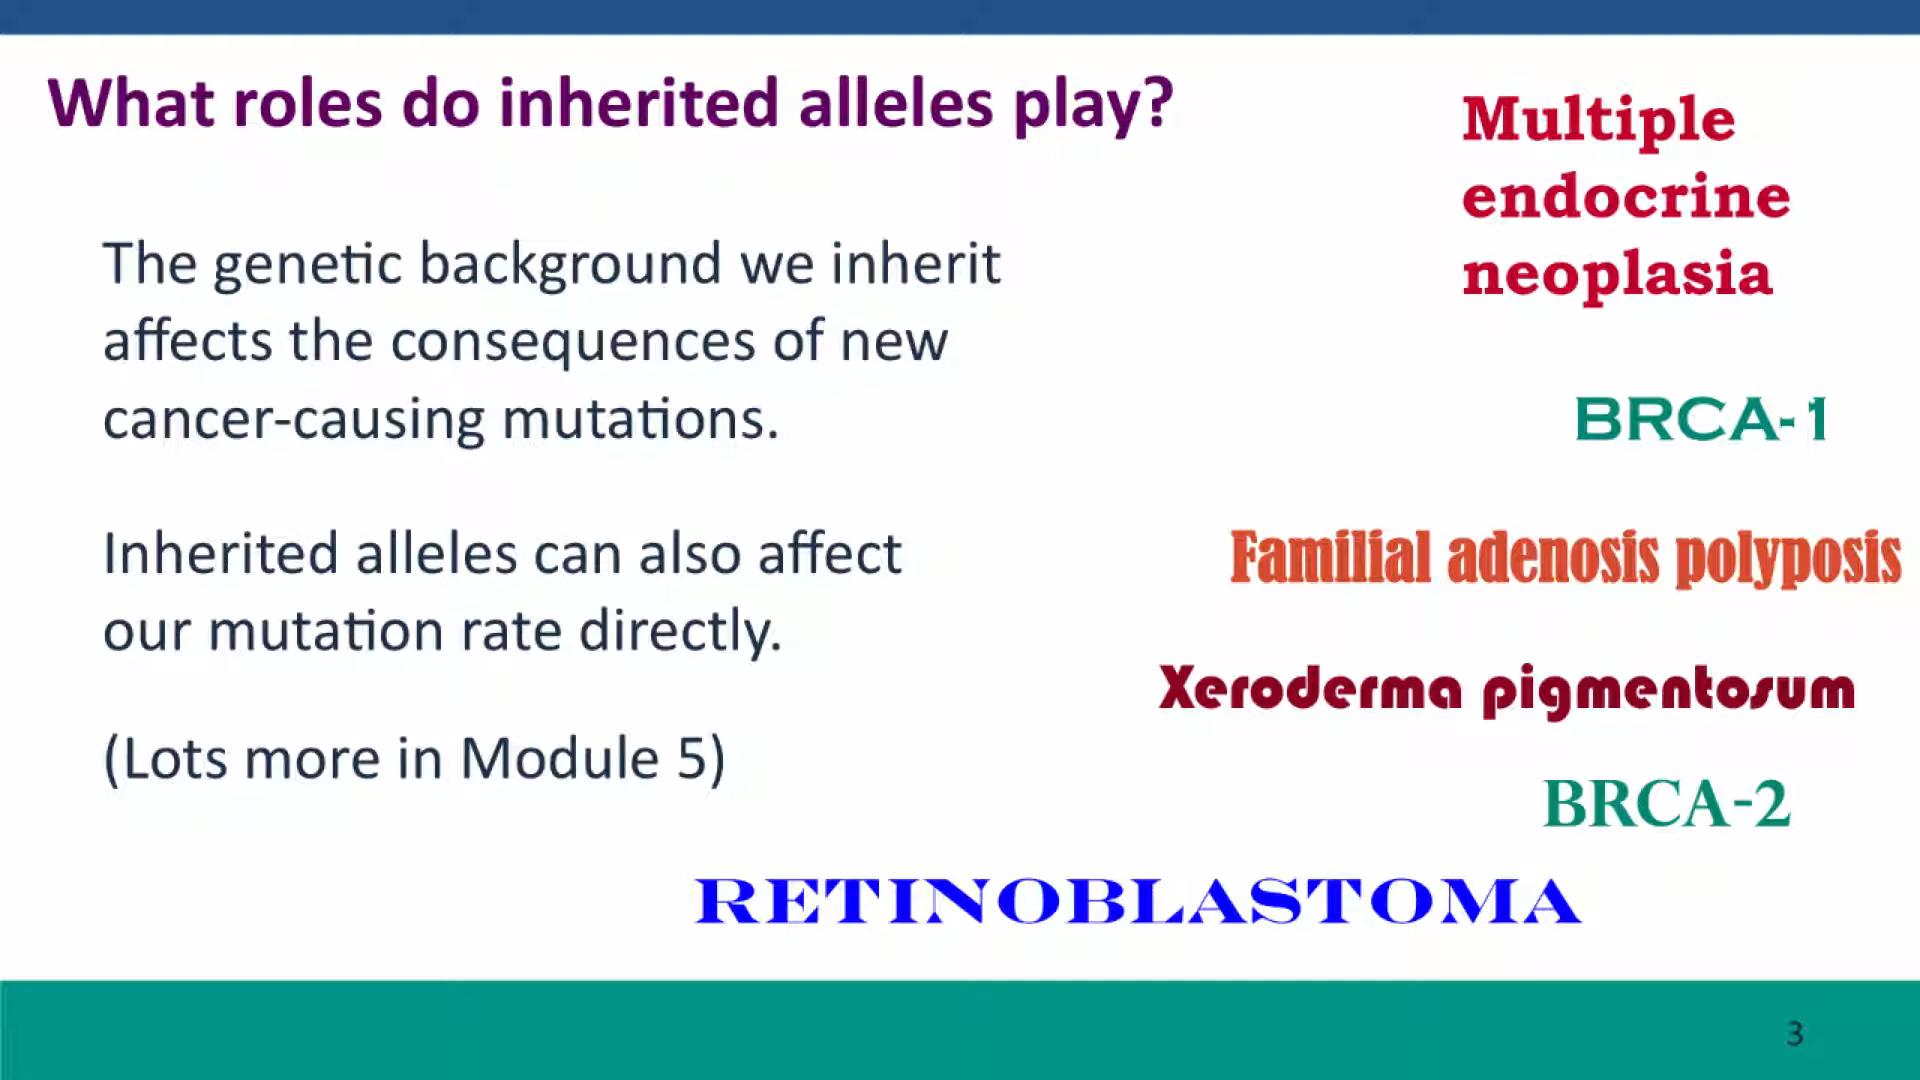 What roles do inherited alleles play?
The genetic background we inherit
affects the consequences of new
cancer-causing mutations.
Inherited alleles can also affect
our mutation rate directly.
(Lots more in Module 5)
Multiple
endocrine
neoplasia
BRCA-1
Familial adenosis polyposis
Xeroderma pigmentosum
BRCA-2
RETINOBLASTOMA
3